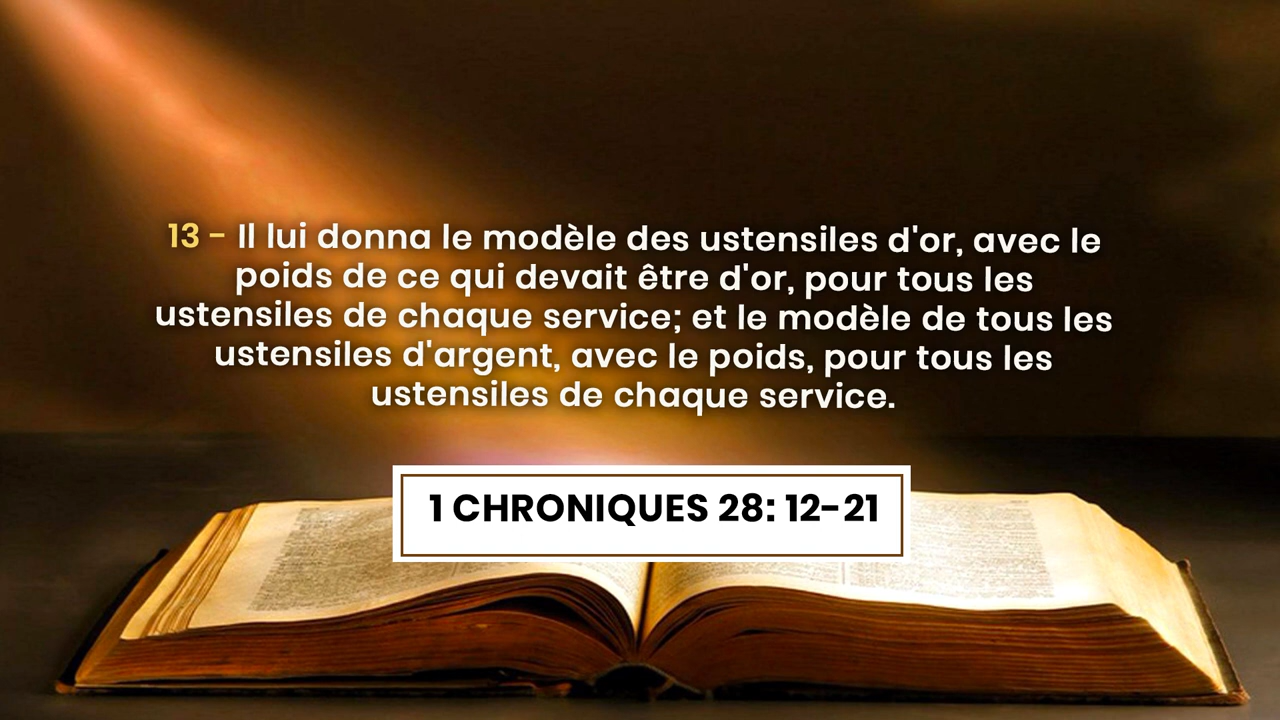 13 - Il lui donna le modèle des ustensiles d'or, avec le
poids de ce qui devait être d'or, pour tous les
ustensiles de chaque service; et le modèle de tous les
ustensiles d'argent, avec le poids, pour tous les
ustensiles de chaque service.
1 CHRONIQUES 28: 12-21